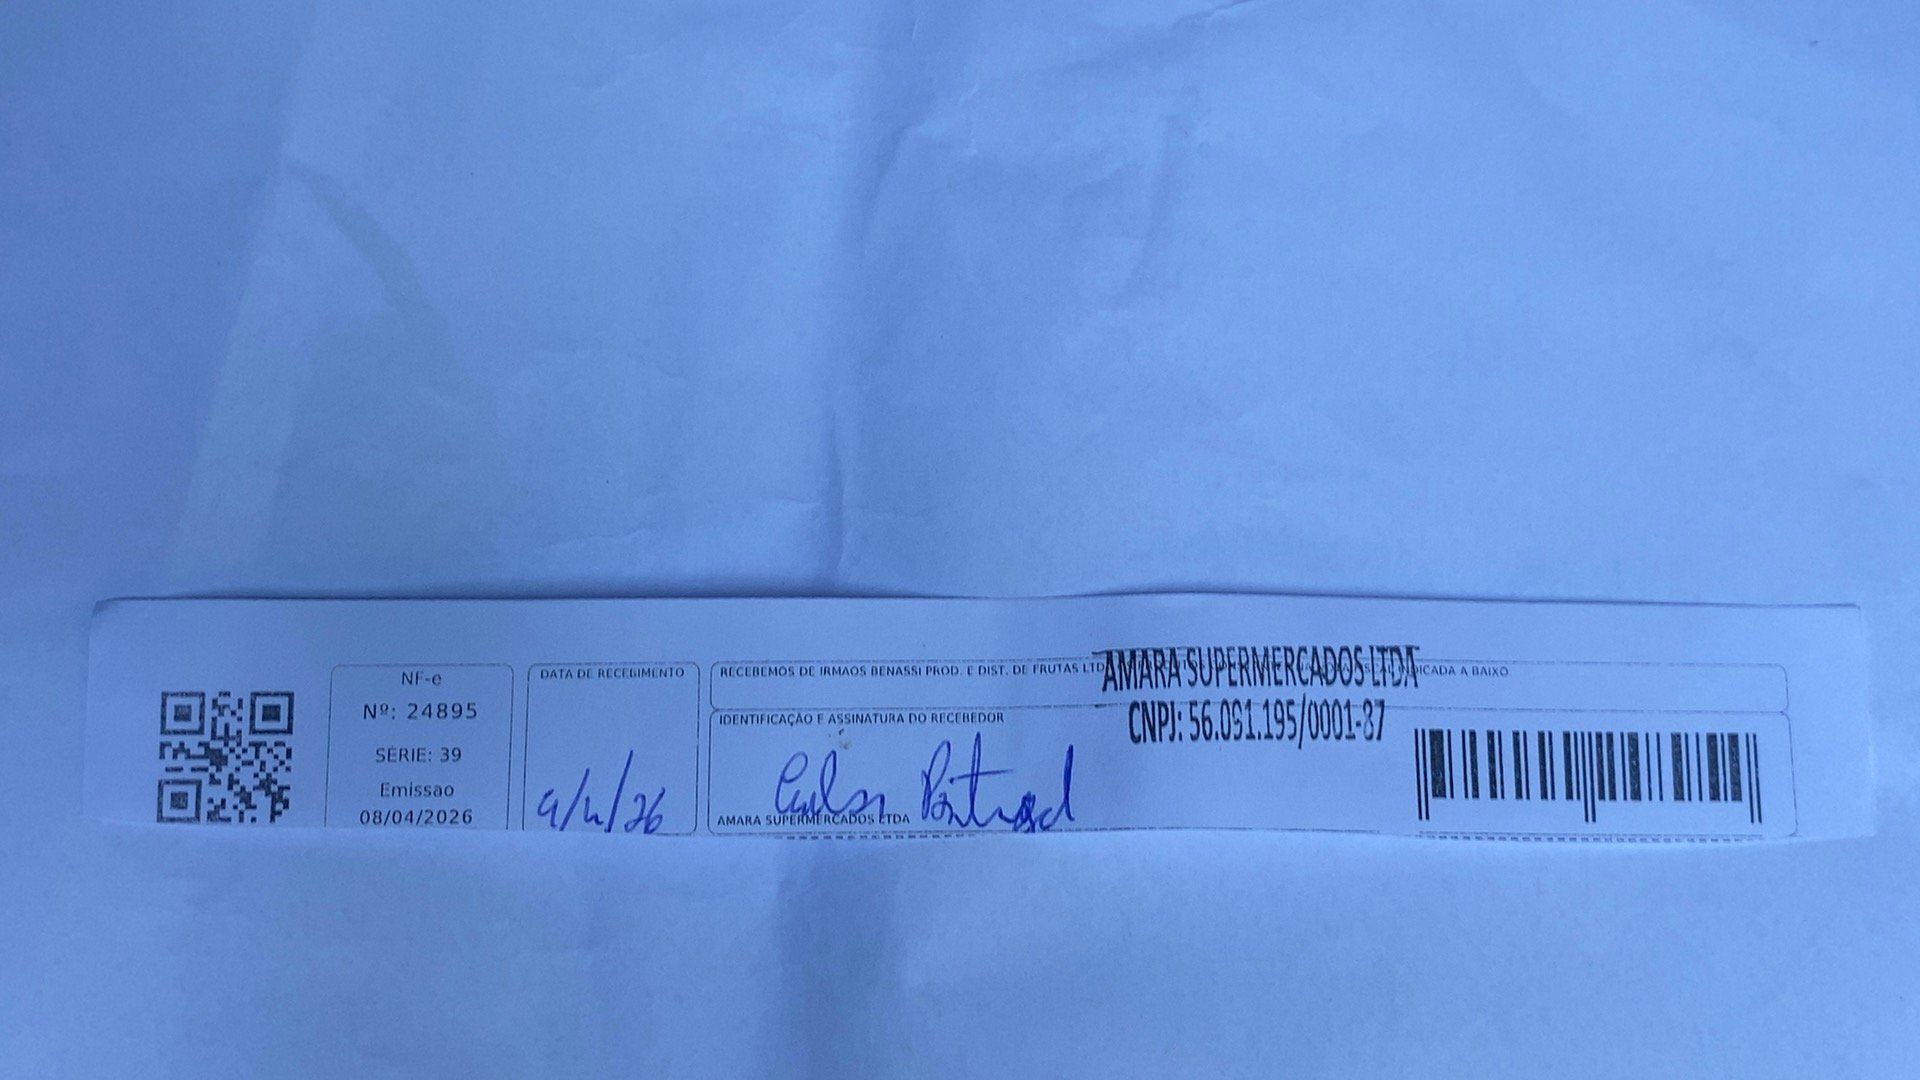 NF-e
Nº: 24895
SÉRIE: 39
Emissao
08/04/2026
DATA DE RECEBIMENTO
9/4/26
RECEBEMOS DE IRMAOS BENASSI PROD. E DIST. DE FRUTAS LTD INDICADA A BAIXO
IDENTIFICAÇÃO E ASSINATURA DO RECEBEDOR
AMARA SUPERMERCADOS LTDA
AMARA SUPERMERCADOS LTDA
CNPJ: 56.091.195/0001-87